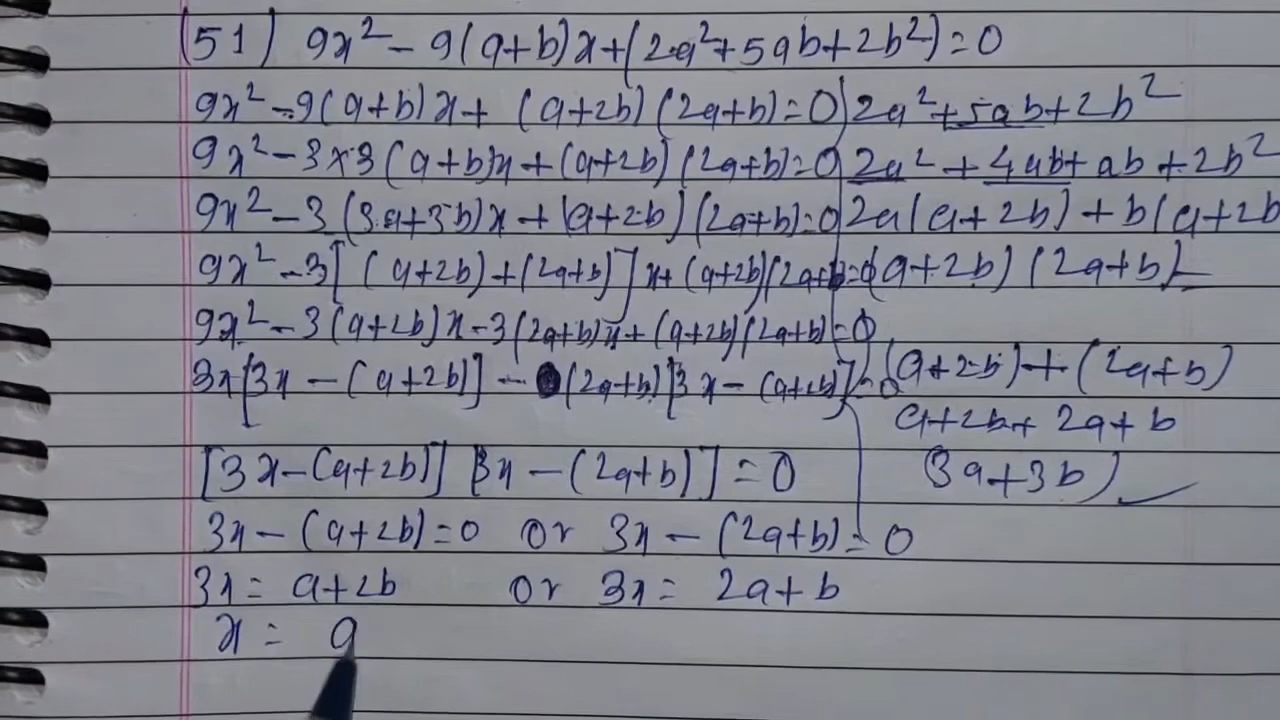 (51) 9x² - 9(a+b)x + (2a² + 5ab + 2b²) = 0
9x² - 9(a+b)x + (a+2b)(2a+b) = 0
9x² - 3×3(a+b)x + (a+2b)(2a+b) = 0
9x² - 3(3a+3b)x + (a+2b)(2a+b) = 0
9x² - 3[(a+2b) + (2a+b)]x + (a+2b)(2a+b) = 0
9x² - 3(a+2b)x - 3(2a+b)x + (a+2b)(2a+b) = 0
3x[3x - (a+2b)] - (2a+b)[3x - (a+2b)] = 0
[3x - (a+2b)] [3x - (2a+b)] = 0
3x - (a+2b) = 0 or 3x - (2a+b) = 0
3x = a+2b or 3x = 2a+b
x = a
2a² + 5ab + 2b²
2a² + 4ab + ab + 2b²
2a(a+2b) + b(a+2b
(a+2b) (2a+b)
(a+2b) + (2a+b)
a+2b+ 2a+b
(3a+3b)